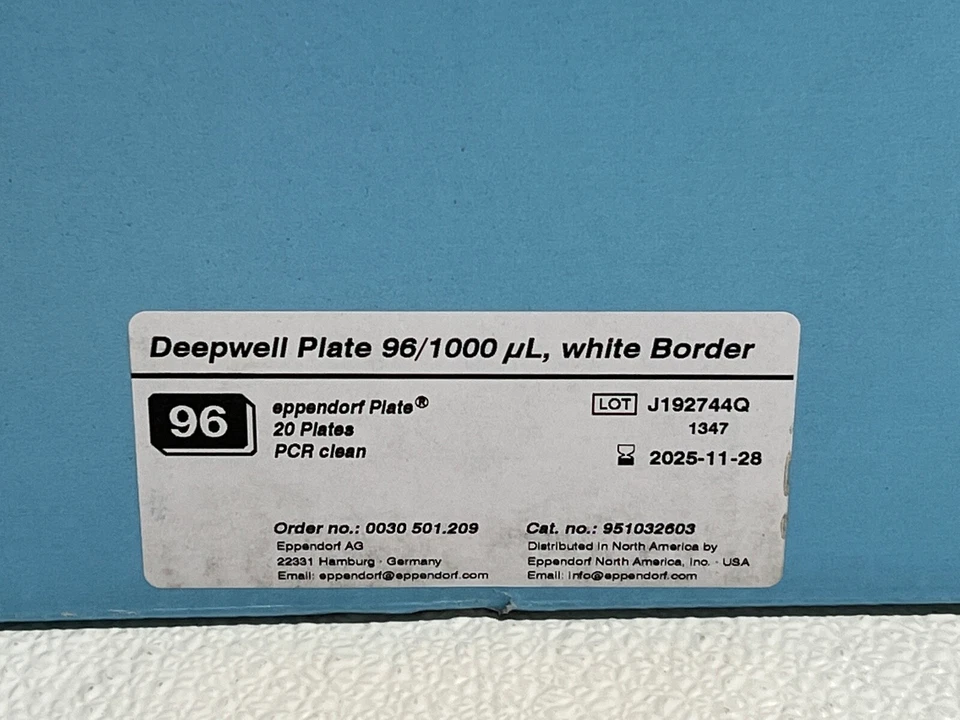 Deepwell Plate 96/1000 µL, white Border
96
eppendorf Plate®
20 Plates
PCR clean
LOT J192744Q
1347
2025-11-28
Order no.: 0030 501.209
Eppendorf AG
22331 Hamburg · Germany
Email: eppendorf@eppendorf.com
Cat. no.: 951032603
Distributed in North America by
Eppendorf North America, Inc. · USA
Email: info@eppendorf.com